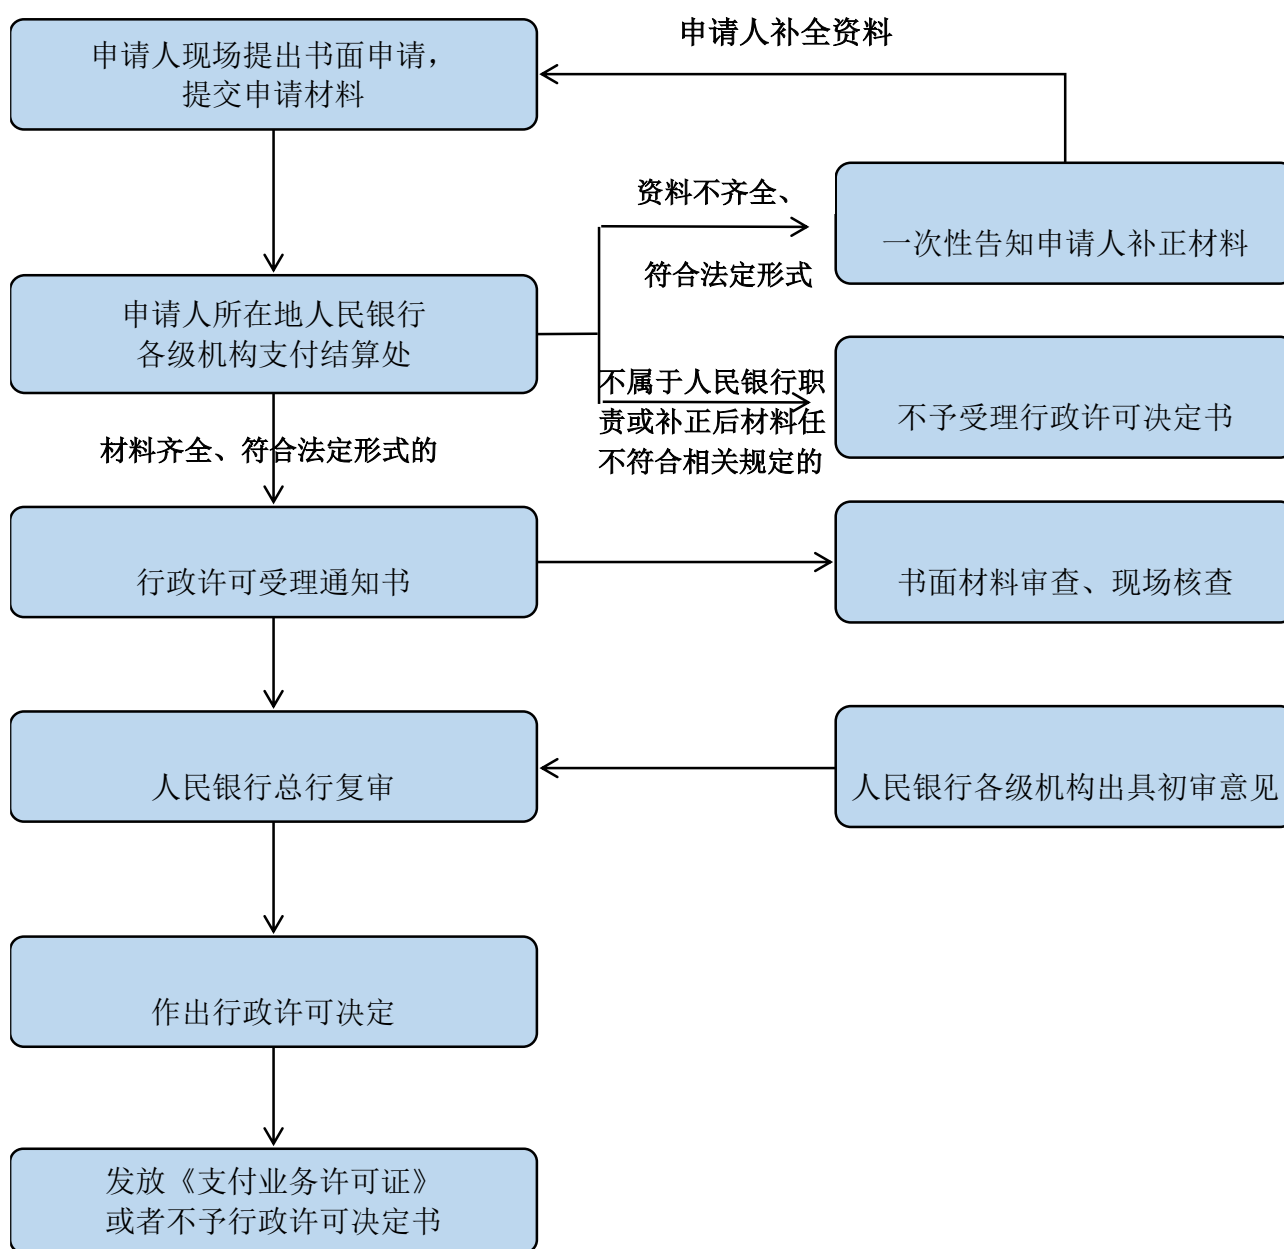 申请人补全资料
申请人现场提出书面申请，
提交申请材料
资料不齐全、
符合法定形式
一次性告知申请人补正材料
申请人所在地人民银行
各级机构支付结算处
不属于人民银行职
责或补正后材料任
不符合相关规定的
不予受理行政许可决定书
材料齐全、符合法定形式的
行政许可受理通知书
书面材料审查、现场核查
人民银行总行复审
人民银行各级机构出具初审意见
作出行政许可决定
发放《支付业务许可证》
或者不予行政许可决定书